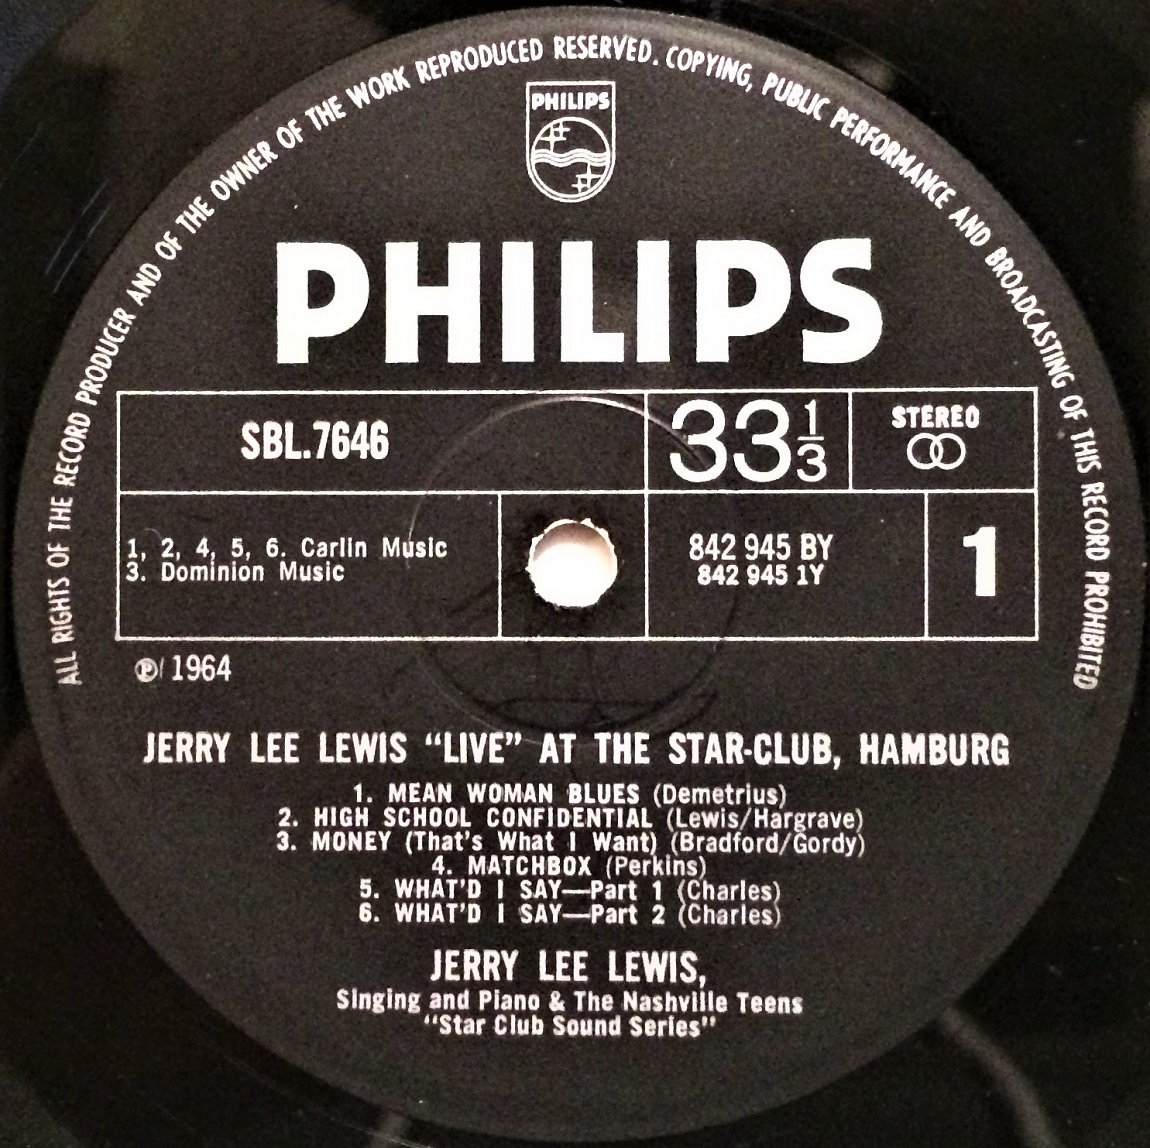 ALL RIGHTS OF THE RECORD PRODUCER AND OF THE OWNER OF THE WORK REPRODUCED RESERVED. COPYING, PUBLIC PERFORMANCE AND BROADCASTING OF THIS RECORD PROHIBITED
PHILIPS
PHILIPS
SBL.7646
33 1/3
STEREO
1, 2, 4, 5, 6. Carlin Music
3. Dominion Music
842 945 BY
842 945 1Y
1
℗ 1964
JERRY LEE LEWIS “LIVE” AT THE STAR-CLUB, HAMBURG
1. MEAN WOMAN BLUES (Demetrius)
2. HIGH SCHOOL CONFIDENTIAL (Lewis/Hargrave)
3. MONEY (That's What I Want) (Bradford/Gordy)
4. MATCHBOX (Perkins)
5. WHAT'D I SAY—Part 1 (Charles)
6. WHAT'D I SAY—Part 2 (Charles)
JERRY LEE LEWIS,
Singing and Piano & The Nashville Teens
“Star Club Sound Series”